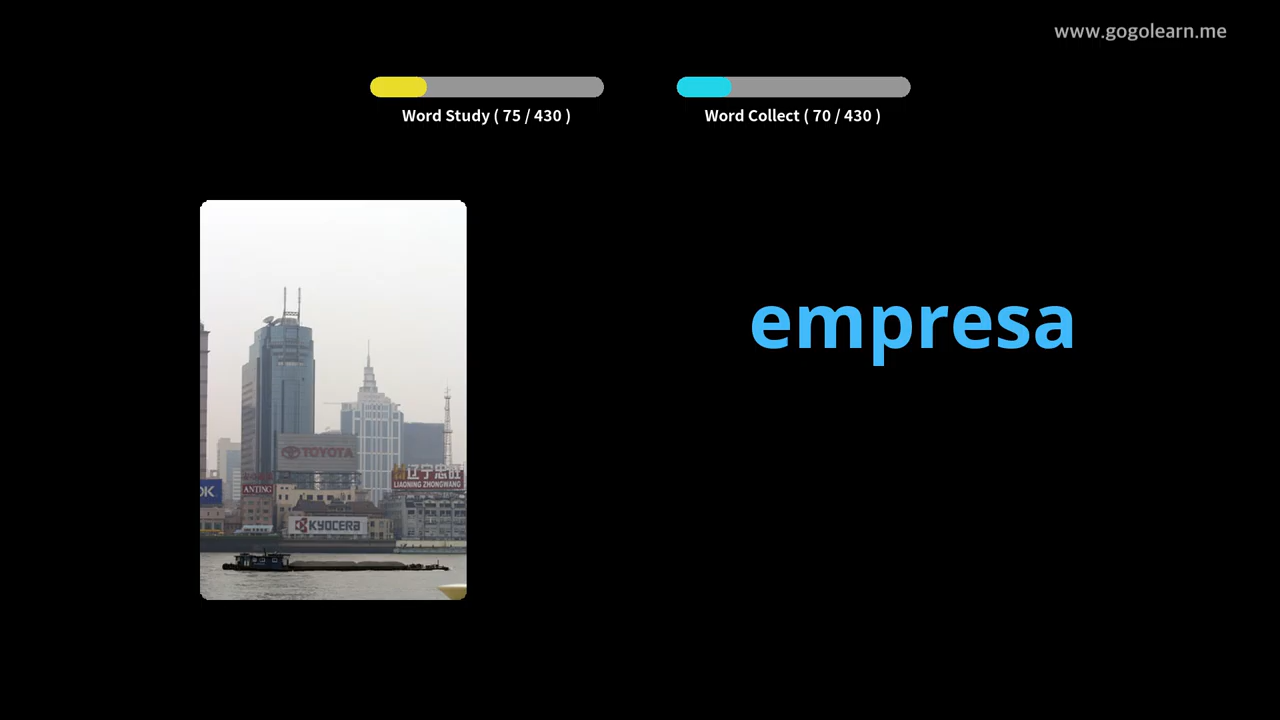 www.gogolearn.me
Word Study ( 75 / 430 )
Word Collect ( 70 / 430 )
empresa
TOYOTA
辽宁忠旺
LIAONING ZHONGWANG
OK
ANTING
KYOCERA